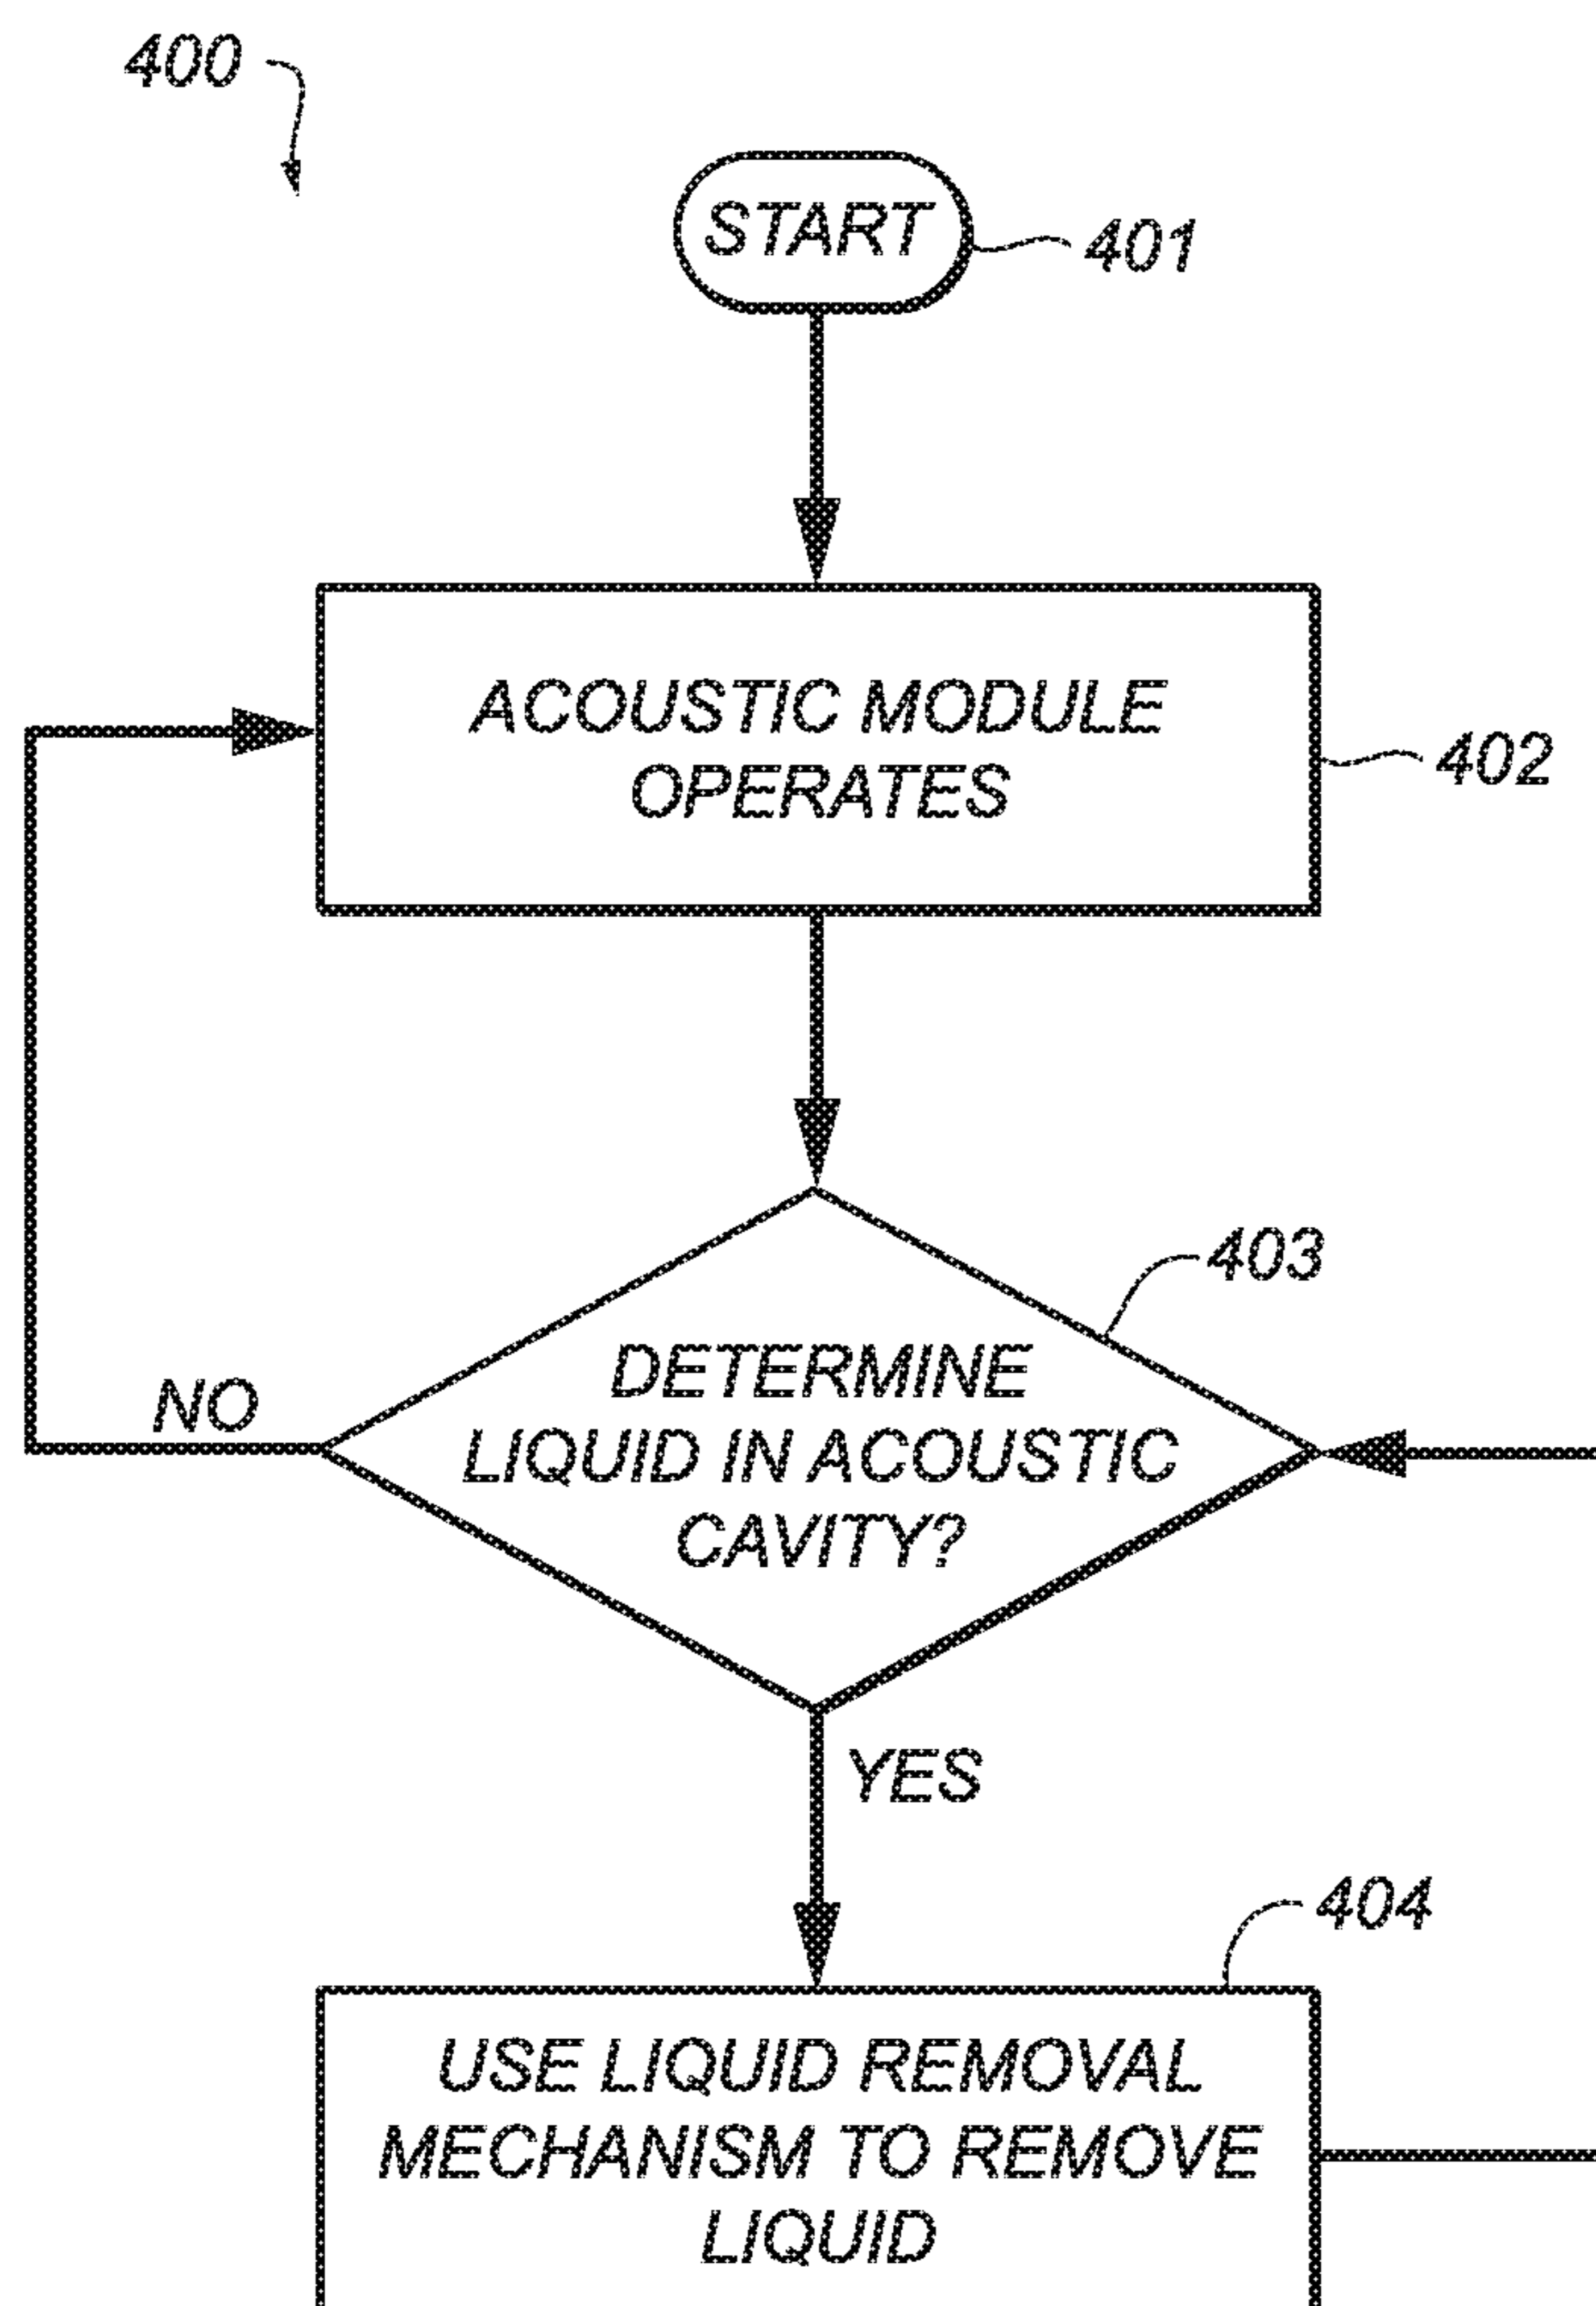 400
START
401
ACOUSTIC MODULE
OPERATES
402
403
DETERMINE
LIQUID IN ACOUSTIC
CAVITY?
NO
YES
404
USE LIQUID REMOVAL
MECHANISM TO REMOVE
LIQUID